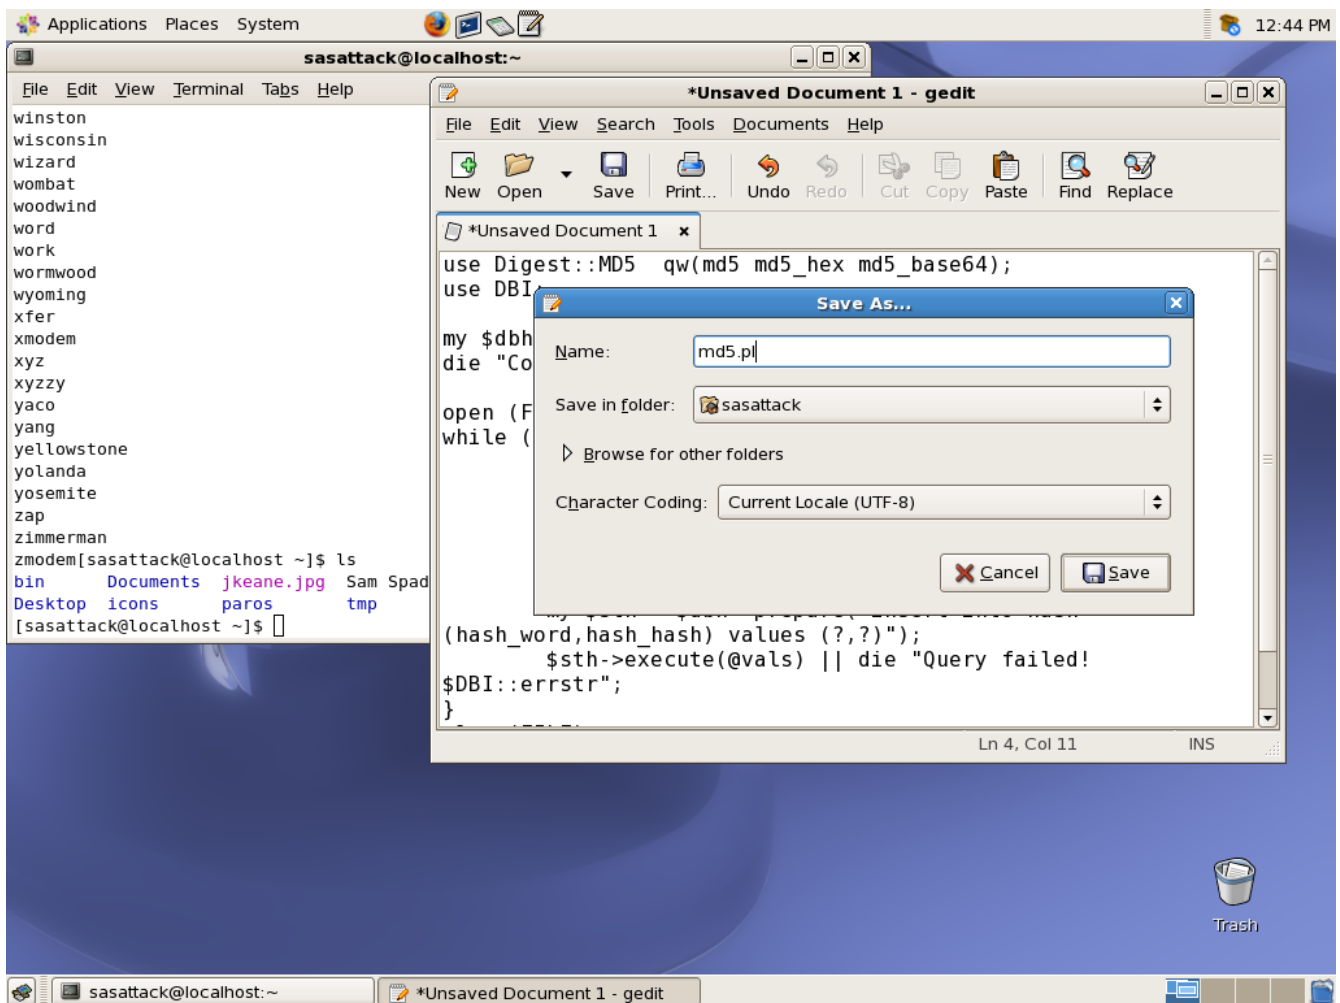 Applications Places System
12:44 PM
sasattack@localhost:~
File Edit View Terminal Tabs Help
winston
wisconsin
wizard
wombat
woodwind
word
work
wormwood
wyoming
xfer
xmodem
xyz
xyzzy
yaco
yang
yellowstone
yolanda
yosemite
zap
zimmerman
zmodem[sasattack@localhost ~]$ ls
bin Documents jkeane.jpg Sam Spad
Desktop icons paros tmp
[sasattack@localhost ~]$
*Unsaved Document 1 - gedit
File Edit View Search Tools Documents Help
New Open Save Print... Undo Redo Cut Copy Paste Find Replace
*Unsaved Document 1
use Digest::MD5 qw(md5 md5_hex md5_base64);
use DBI;
my $dbh
die "Co
open (F
while (
Save As...
Name: md5.pl
Save in folder: sasattack
Browse for other folders
Character Coding: Current Locale (UTF-8)
Cancel Save
(hash_word,hash_hash) values (?,?)");
$sth->execute(@vals) || die "Query failed!
$DBI::errstr";
}
Ln 4, Col 11 INS
Trash
sasattack@localhost:~
*Unsaved Document 1 - gedit